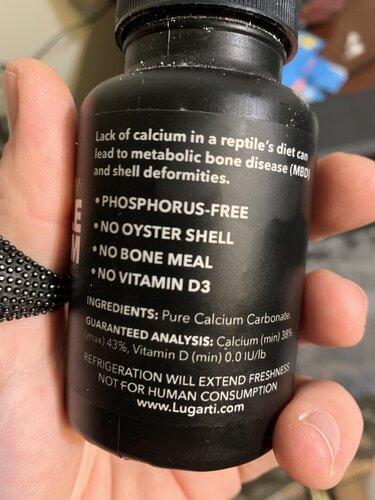 Lack of calcium in a reptile's diet can
lead to metabolic bone disease (MBD)
and shell deformities.
• PHOSPHORUS-FREE
• NO OYSTER SHELL
• NO BONE MEAL
• NO VITAMIN D3
INGREDIENTS: Pure Calcium Carbonate.
GUARANTEED ANALYSIS: Calcium (min) 38%
(max) 43%, Vitamin D (min) 0.0 IU/lb
REFRIGERATION WILL EXTEND FRESHNESS
NOT FOR HUMAN CONSUMPTION
www.Lugarti.com